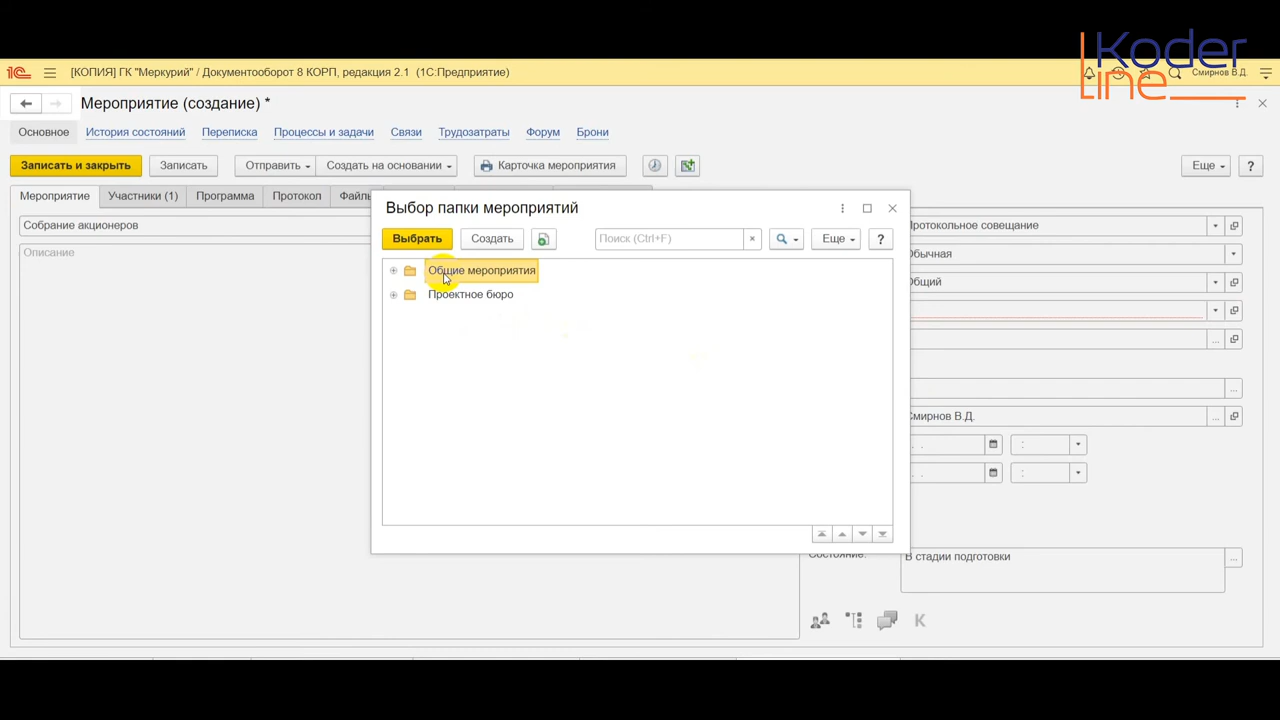 Koder
Line
1С [КОПИЯ] ГК "Меркурий" / Документооборот 8 КОРП, редакция 2.1 (1С:Предприятие) Смирнов В.Д.
Мероприятие (создание) *
Основное История состояний Переписка Процессы и задачи Связи Трудозатраты Форум Брони
Записать и закрыть Записать Отправить Создать на основании Карточка мероприятия Еще ?
Мероприятие Участники (1) Программа Протокол Файлы
Выбор папки мероприятий
Собрание акционеров Протокольное совещание
Выбрать Создать Поиск (Ctrl+F) × Еще ?
Описание Обычная
Общие мероприятия
Общий
Проектное бюро
Смирнов В.Д.
. . :
. . :
Состояние: В стадии подготовки
К